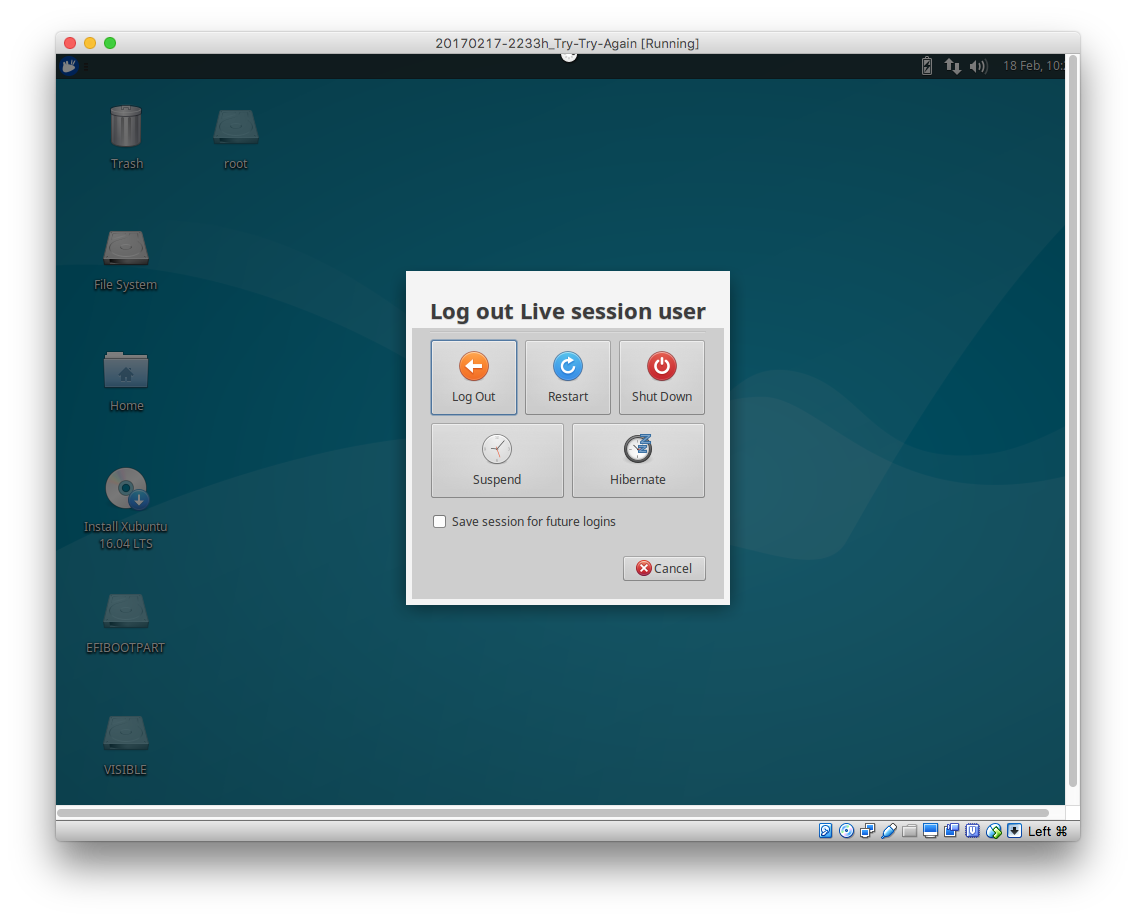 20170217-2233h_Try-Try-Again [Running]
18 Feb, 10:
Trash
root
File System
Home
Install Xubuntu
16.04 LTS
EFIBOOTPART
VISIBLE
Log out Live session user
Log Out
Restart
Shut Down
Suspend
Hibernate
Save session for future logins
Cancel
Left ⌘